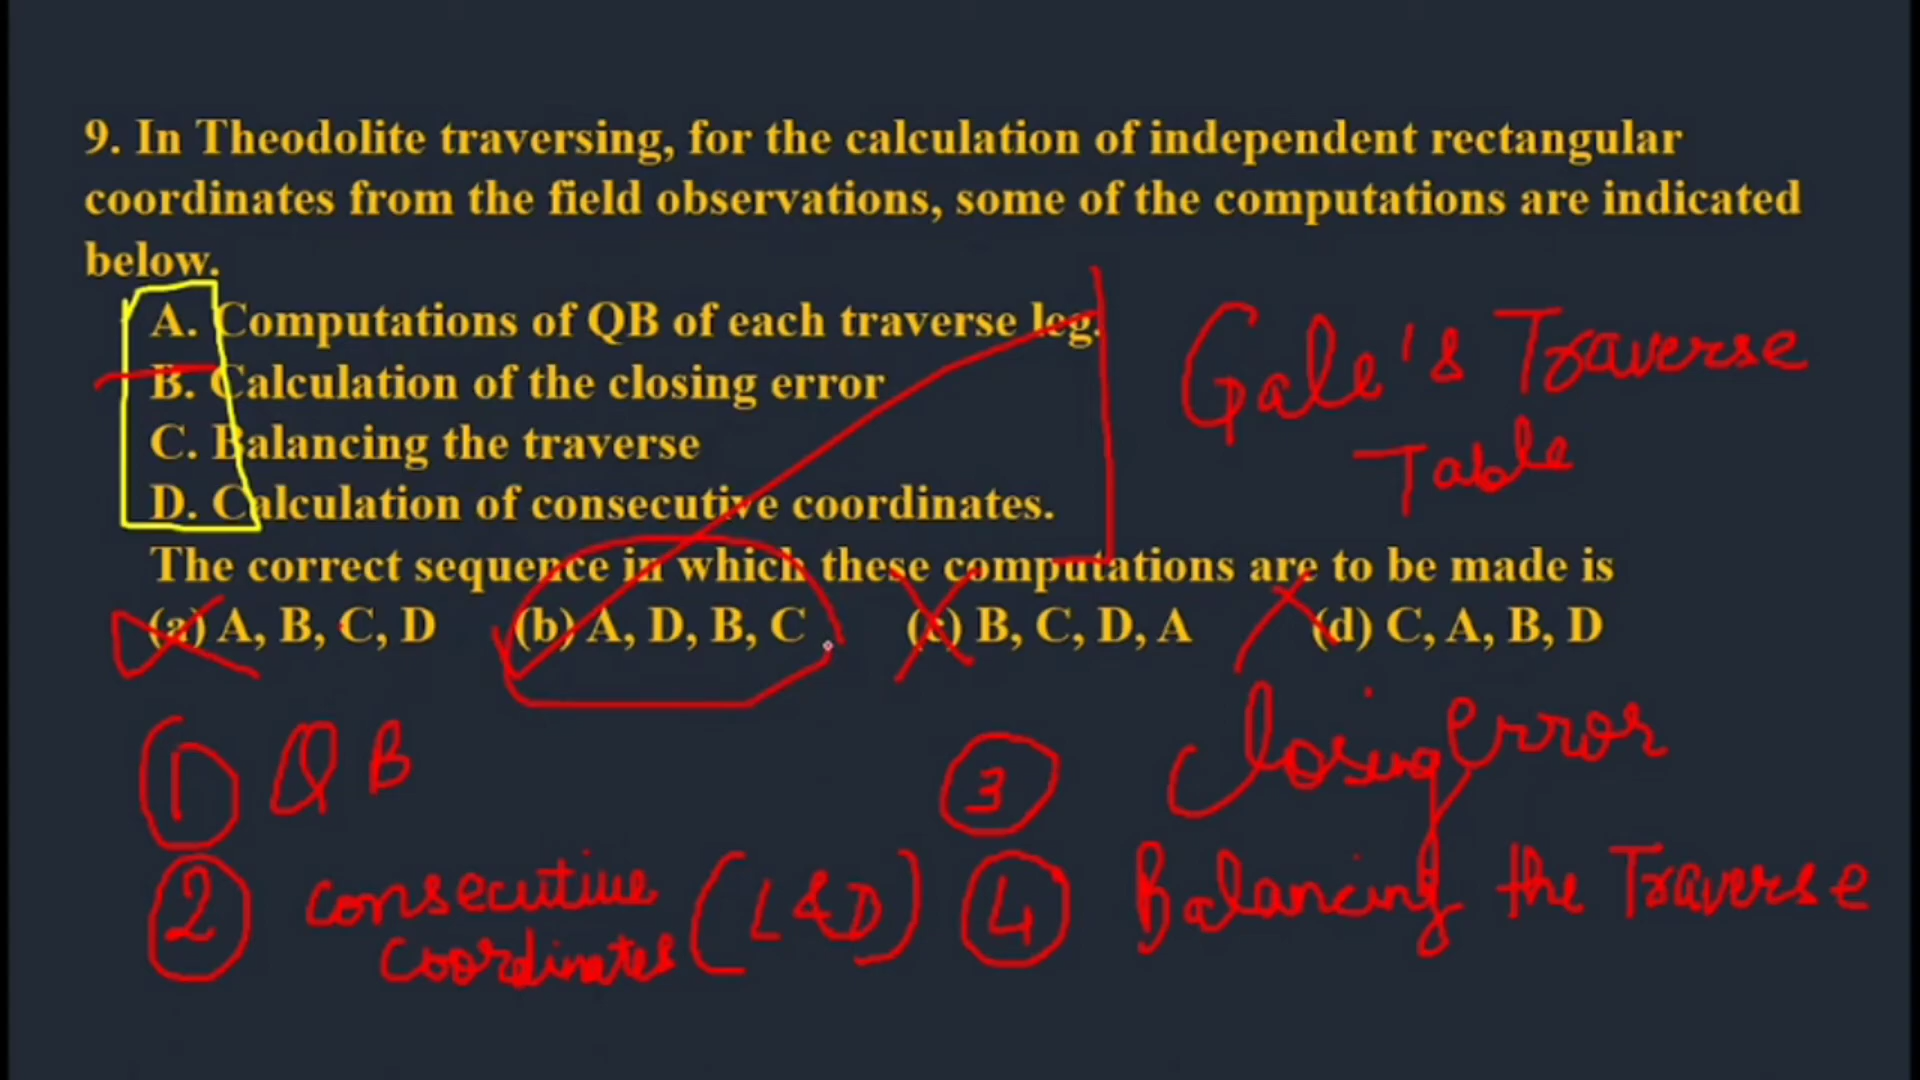 9. In Theodolite traversing, for the calculation of independent rectangular
coordinates from the field observations, some of the computations are indicated
below.
A. Computations of QB of each traverse leg.
B. Calculation of the closing error
C. Balancing the traverse
D. Calculation of consecutive coordinates.
Gale's Traverse
Table
The correct sequence in which these computations are to be made is
(a) A, B, C, D (b) A, D, B, C (c) B, C, D, A (d) C, A, B, D
1 QB
3 Closing error
2 Consecutive
coordinates (L & D)
4 Balancing the Traverse